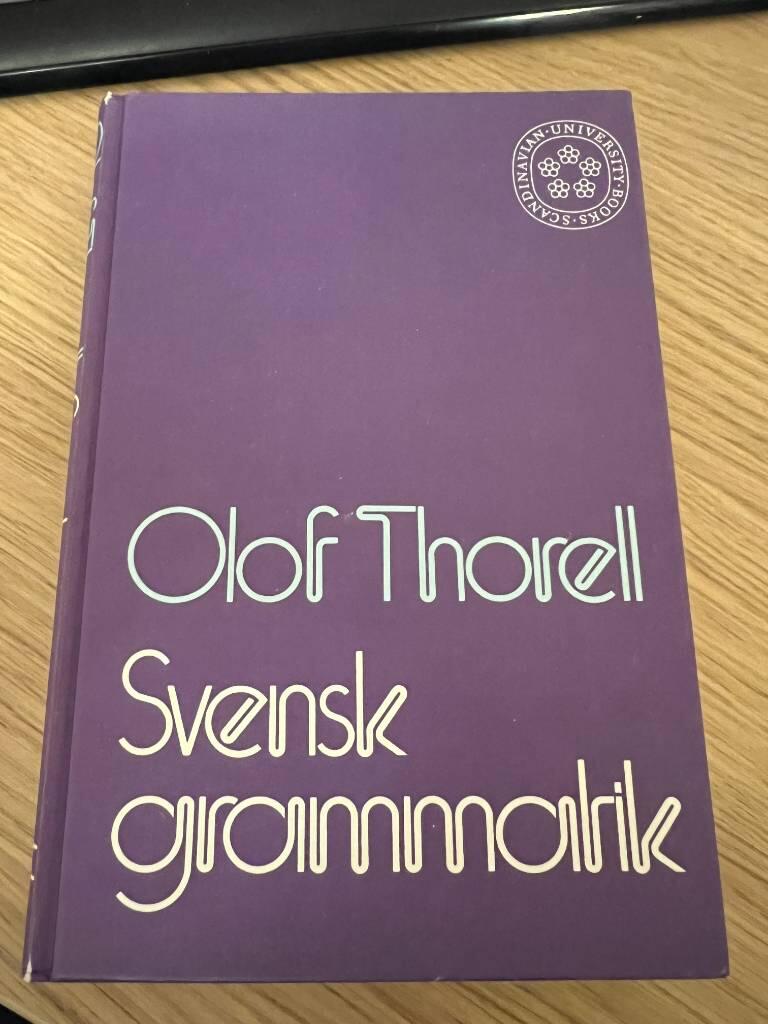 SCANDINAVIAN · UNIVERSITY · BOOKS ·
Olof Thorell
Svensk
grammatik